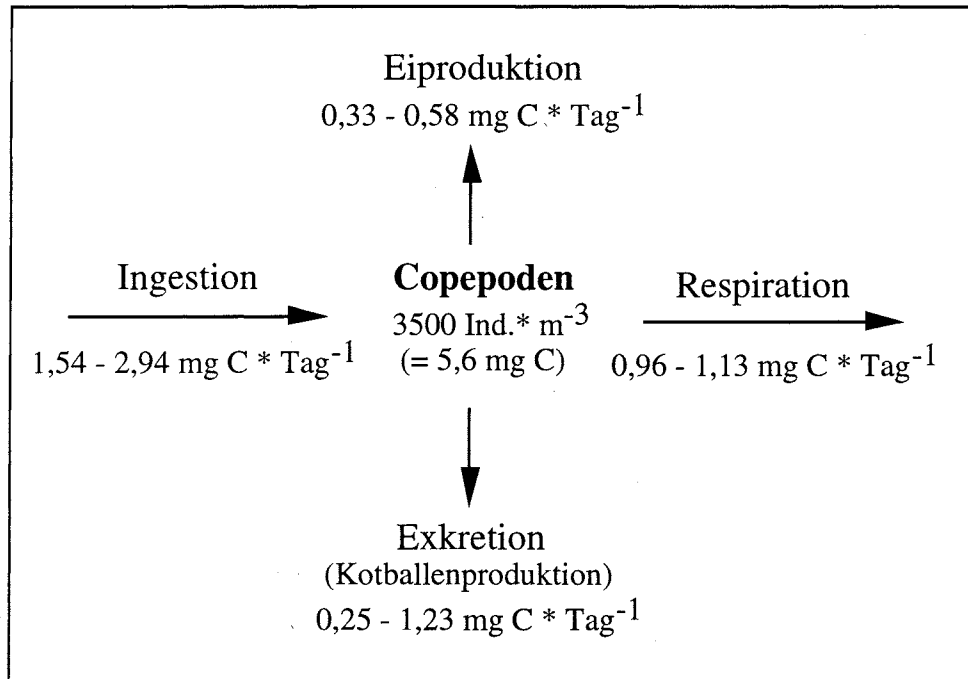 Eiproduktion
0,33 - 0,58 mg C * Tag⁻¹
Ingestion
1,54 - 2,94 mg C * Tag⁻¹
Copepoden
3500 Ind.* m⁻³
(= 5,6 mg C)
Respiration
0,96 - 1,13 mg C * Tag⁻¹
Exkretion
(Kotballenproduktion)
0,25 - 1,23 mg C * Tag⁻¹